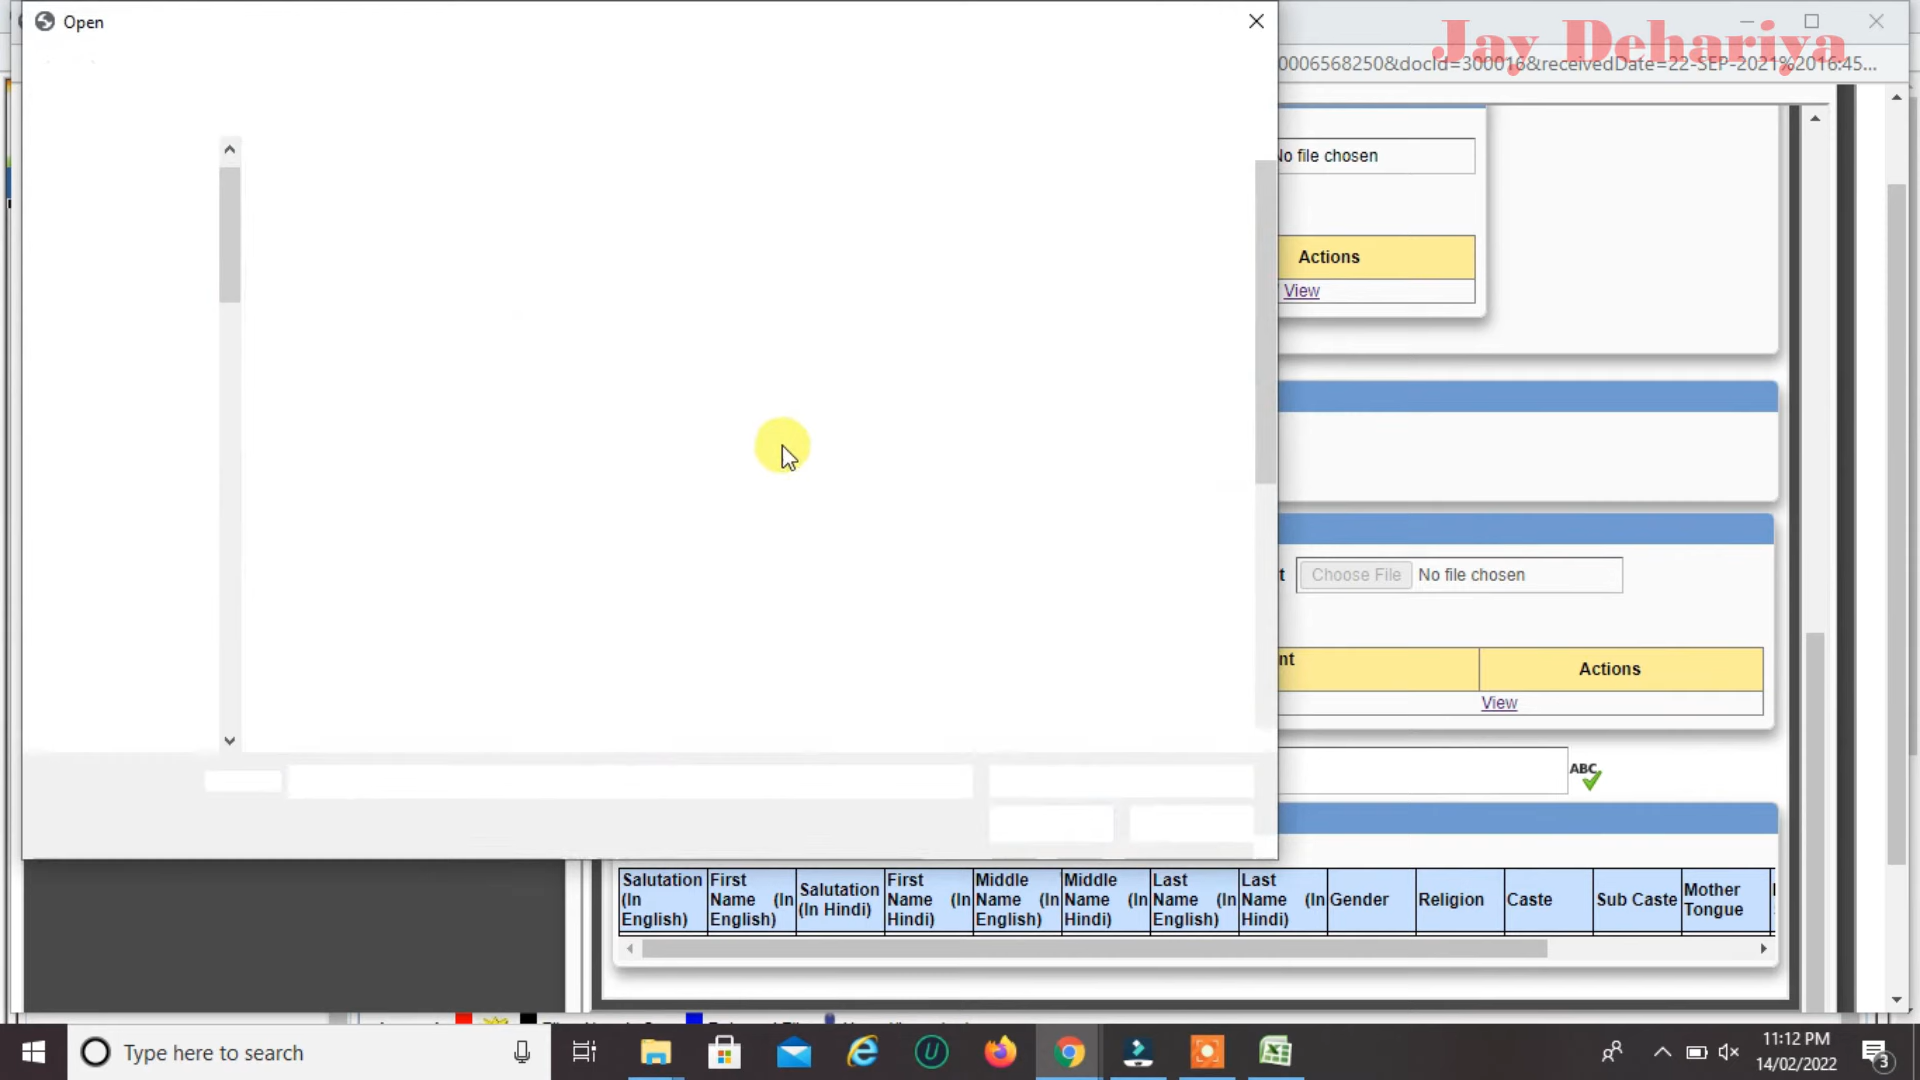 Open
Jay Dehariya
0006568250&docId=300016&receivedDate=22-SEP-2021%2016:45...
No file chosen
Actions
View
t Choose File No file chosen
nt Actions
View
ABC
Salutation (In English)
First Name (In English)
Salutation (In Hindi)
First Name (In Hindi)
Middle Name (In English)
Middle Name (In Hindi)
Last Name (In English)
Last Name (In Hindi)
Gender
Religion
Caste
Sub Caste
Mother Tongue
Type here to search
11:12 PM
14/02/2022
3